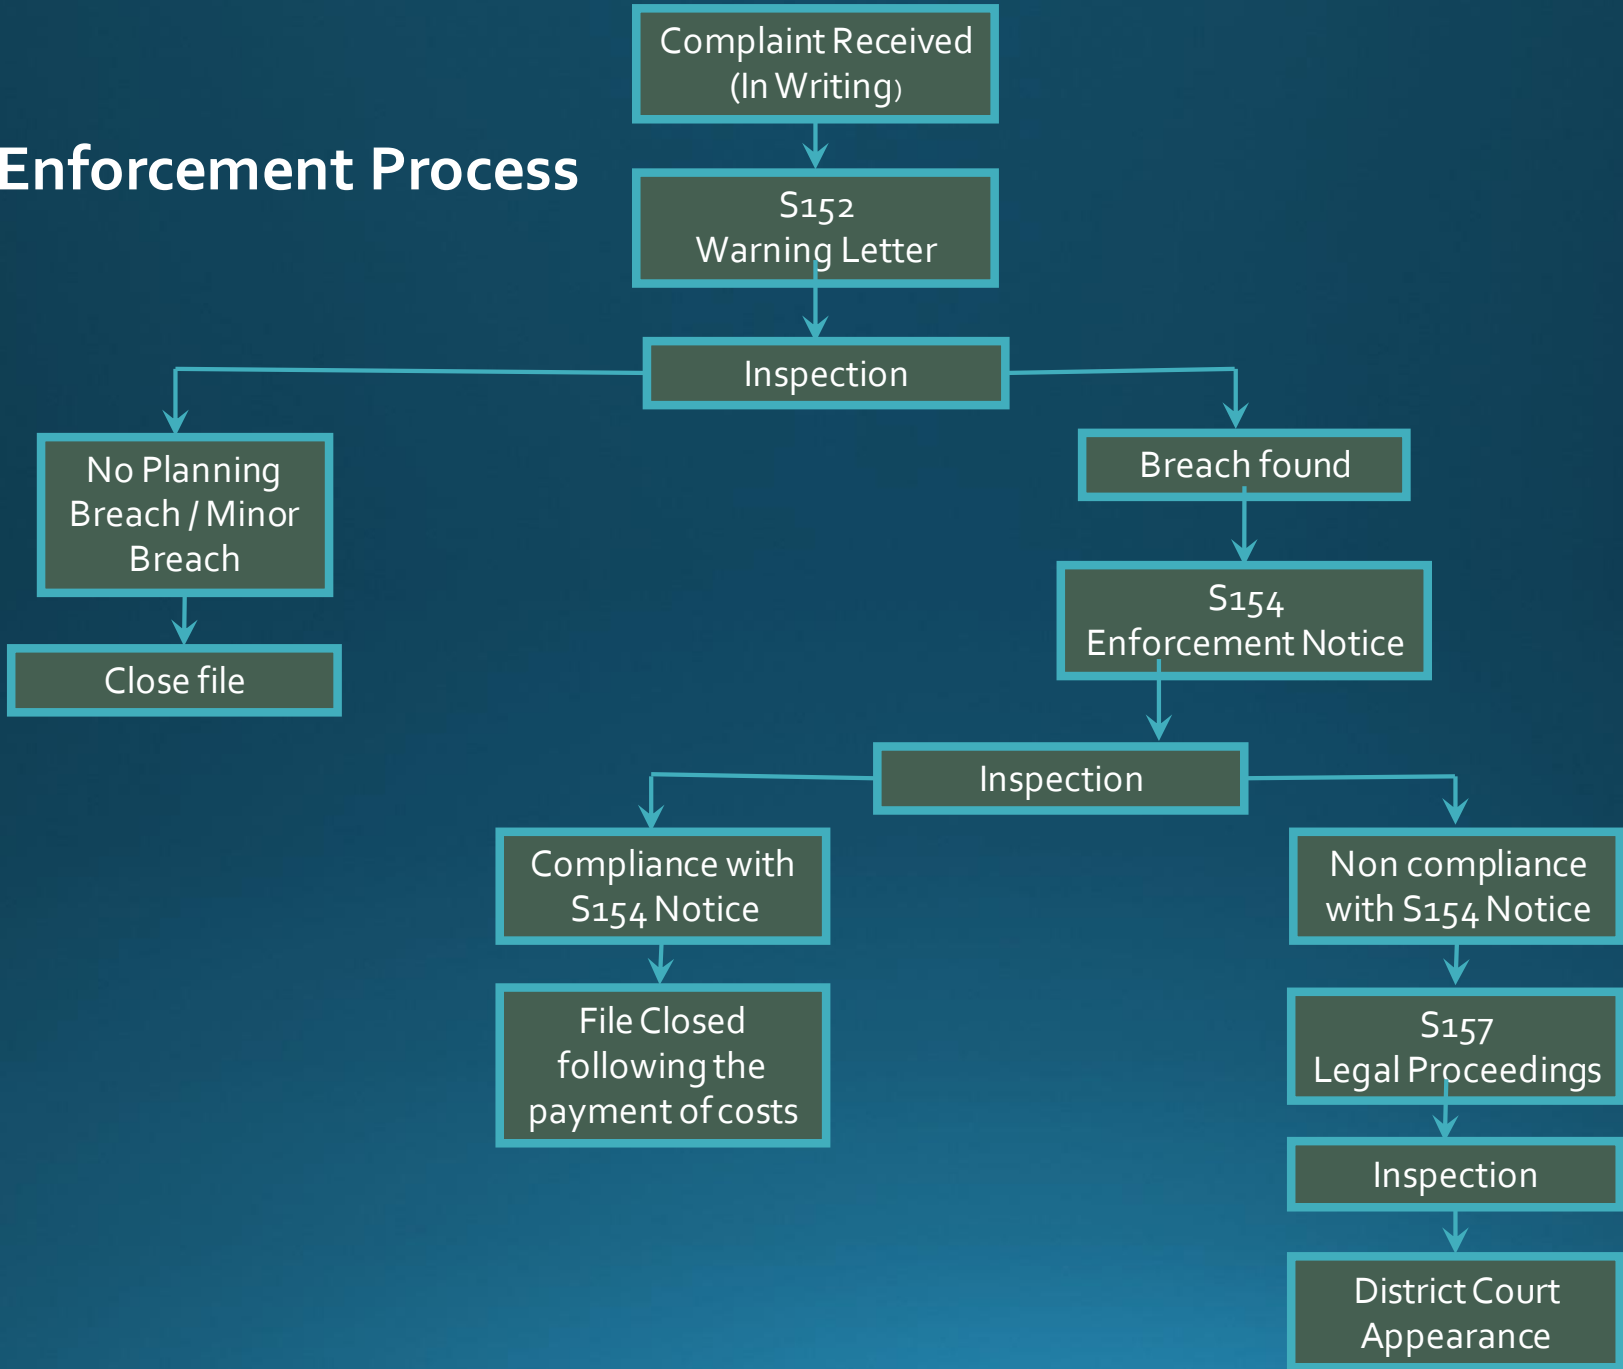 Complaint Received
(In Writing)
Enforcement Process
S152
Warning Letter
Inspection
No Planning
Breach / Minor
Breach
Close file
Breach found
S154
Enforcement Notice
Inspection
Compliance with
S154 Notice
File Closed
following the
payment of costs
Non compliance
with S154 Notice
S157
Legal Proceedings
Inspection
District Court
Appearance